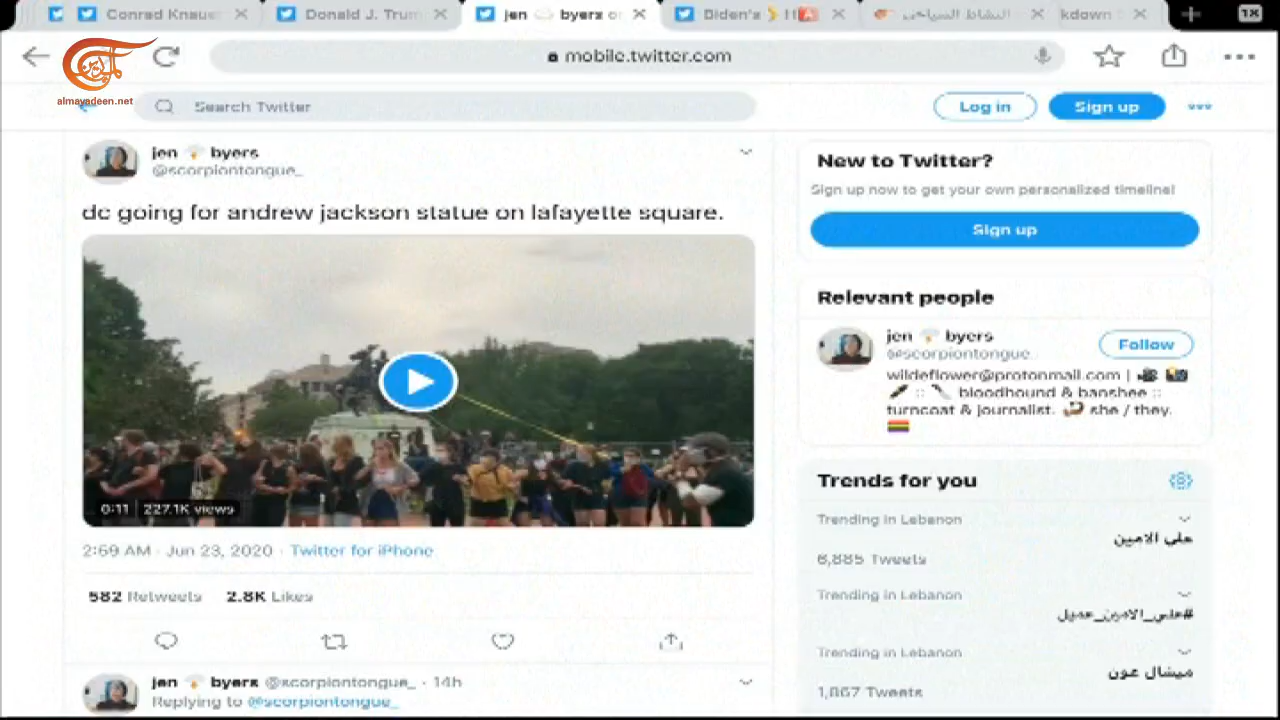 Conrad Knauer
Donald J. Trum
jen byers on
Biden's
النشاط السياحي
kdown
1X
mobile.twitter.com
almayadeen.net
الميادين
Search Twitter
Log in
Sign up
jen byers
@scorpiontongue_
dc going for andrew jackson statue on lafayette square.
0:11
227.1K views
2:59 AM · Jun 23, 2020 · Twitter for iPhone
582 Retweets 2.8K Likes
jen byers @scorpiontongue_ · 14h
Replying to @scorpiontongue_
New to Twitter?
Sign up now to get your own personalized timeline!
Sign up
Relevant people
jen byers
@scorpiontongue_
Follow
wildeflower@protonmail.com |
:: bloodhound & banshee ::
turncoat & journalist. she / they.
Trends for you
Trending in Lebanon
علي الامين
6,885 Tweets
Trending in Lebanon
#علي_الامين_عميل
Trending in Lebanon
ميشال عون
1,867 Tweets